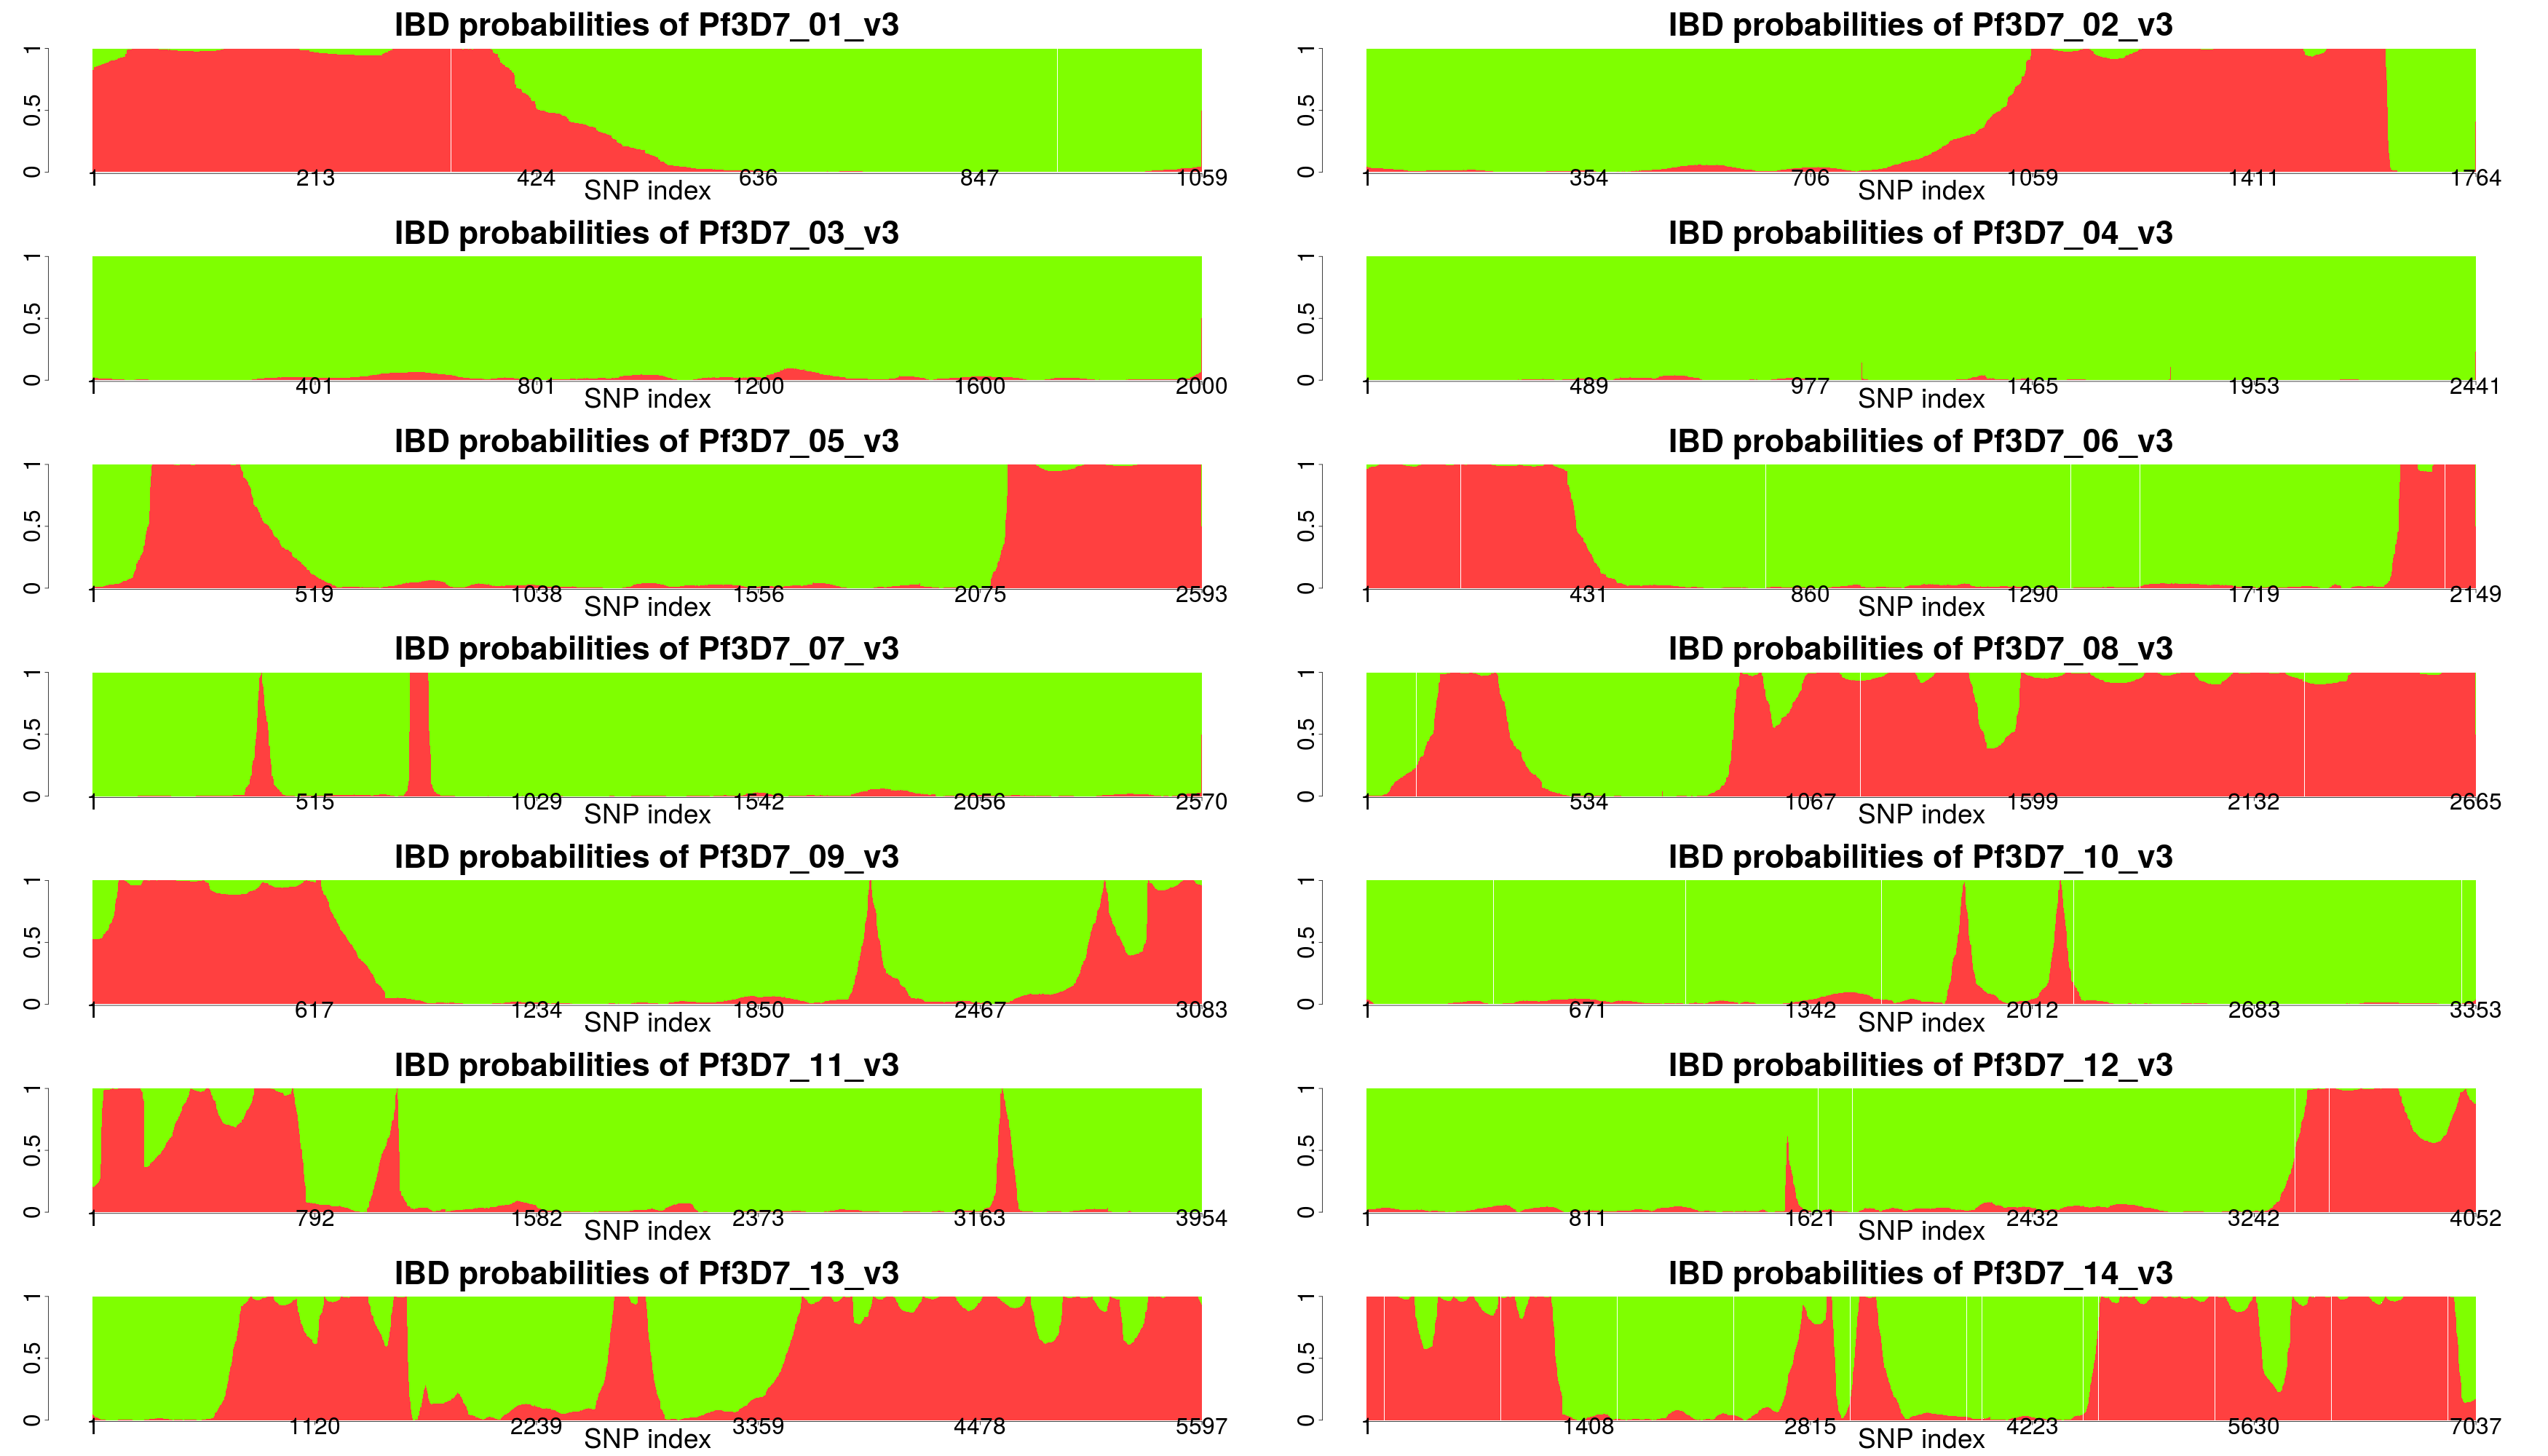 IBD probabilities of Pf3D7_01_v3
0 0.5 1
1 213 424 636 847 1059
SNP index
IBD probabilities of Pf3D7_02_v3
0 0.5 1
1 354 706 1059 1411 1764
SNP index
IBD probabilities of Pf3D7_03_v3
0 0.5 1
1 401 801 1200 1600 2000
SNP index
IBD probabilities of Pf3D7_04_v3
0 0.5 1
1 489 977 1465 1953 2441
SNP index
IBD probabilities of Pf3D7_05_v3
0 0.5 1
1 519 1038 1556 2075 2593
SNP index
IBD probabilities of Pf3D7_06_v3
0 0.5 1
1 431 860 1290 1719 2149
SNP index
IBD probabilities of Pf3D7_07_v3
0 0.5 1
1 515 1029 1542 2056 2570
SNP index
IBD probabilities of Pf3D7_08_v3
0 0.5 1
1 534 1067 1599 2132 2665
SNP index
IBD probabilities of Pf3D7_09_v3
0 0.5 1
1 617 1234 1850 2467 3083
SNP index
IBD probabilities of Pf3D7_10_v3
0 0.5 1
1 671 1342 2012 2683 3353
SNP index
IBD probabilities of Pf3D7_11_v3
0 0.5 1
1 792 1582 2373 3163 3954
SNP index
IBD probabilities of Pf3D7_12_v3
0 0.5 1
1 811 1621 2432 3242 4052
SNP index
IBD probabilities of Pf3D7_13_v3
0 0.5 1
1 1120 2239 3359 4478 5597
SNP index
IBD probabilities of Pf3D7_14_v3
0 0.5 1
1 1408 2815 4223 5630 7037
SNP index